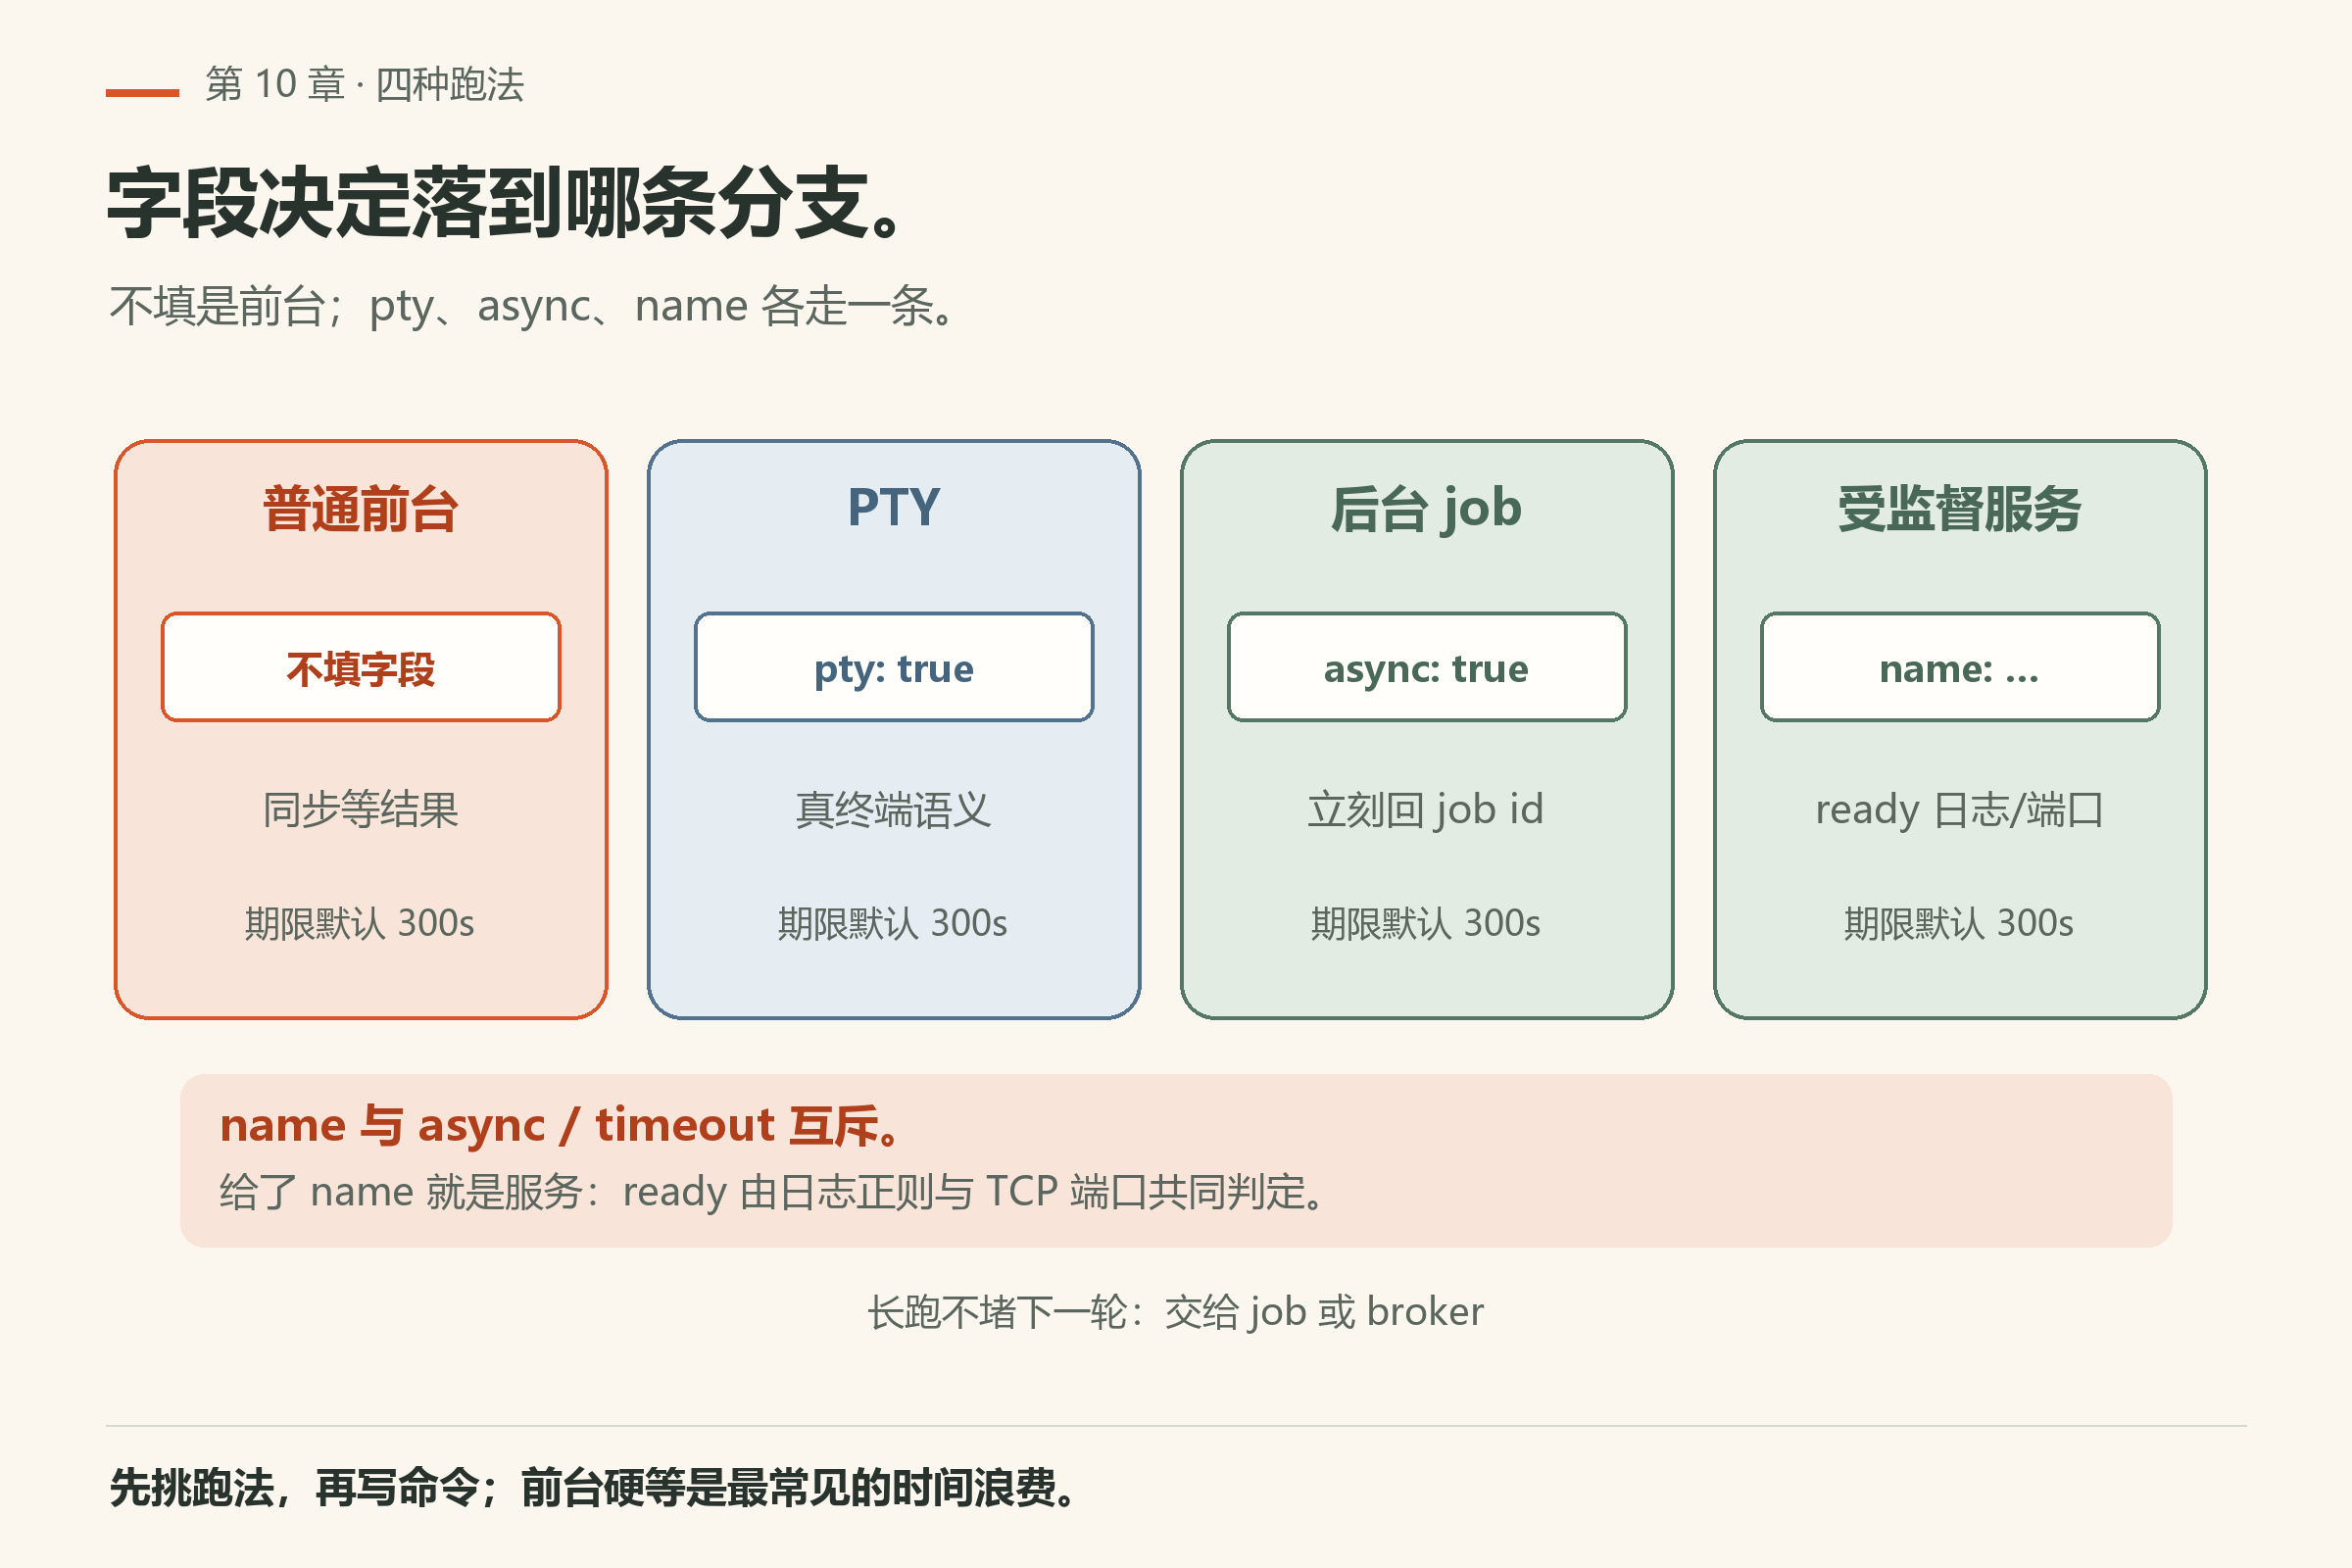 第 10 章 · 四种跑法
字段决定落到哪条分支。
不填是前台；pty、async、name 各走一条。
普通前台
不填字段
同步等结果
期限默认 300s
PTY
pty: true
真终端语义
期限默认 300s
后台 job
async: true
立刻回 job id
期限默认 300s
受监督服务
name: ...
ready 日志/端口
期限默认 300s
name 与 async / timeout 互斥。
给了 name 就是服务：ready 由日志正则与 TCP 端口共同判定。
长跑不堵下一轮：交给 job 或 broker
先挑跑法，再写命令；前台硬等是最常见的时间浪费。